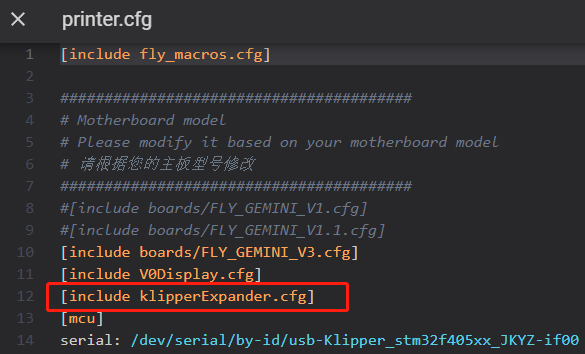 printer.cfg
1 [include fly_macros.cfg]
2
3 ########################################
4 # Motherboard model
5 # Please modify it based on your motherboard model
6 # 请根据您的主板型号修改
7 ########################################
8 #[include boards/FLY_GEMINI_V1.cfg]
9 #[include boards/FLY_GEMINI_V1.1.cfg]
10 [include boards/FLY_GEMINI_V3.cfg]
11 [include V0Display.cfg]
12 [include klipperExpander.cfg]
13 [mcu]
14 serial: /dev/serial/by-id/usb-Klipper_stm32f405xx_JKYZ-if00